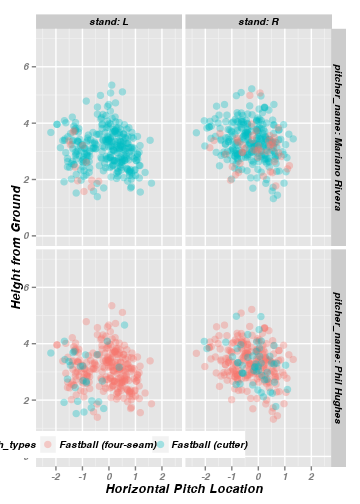 stand: L
stand: R
6
4
2
0
pitcher_name: Mariano Rivera
6
4
2
pitcher_name: Phil Hughes
Height from Ground
h_types Fastball (four-seam) Fastball (cutter)
-2 -1 0 1 2 -2 -1 0 1 2
Horizontal Pitch Location